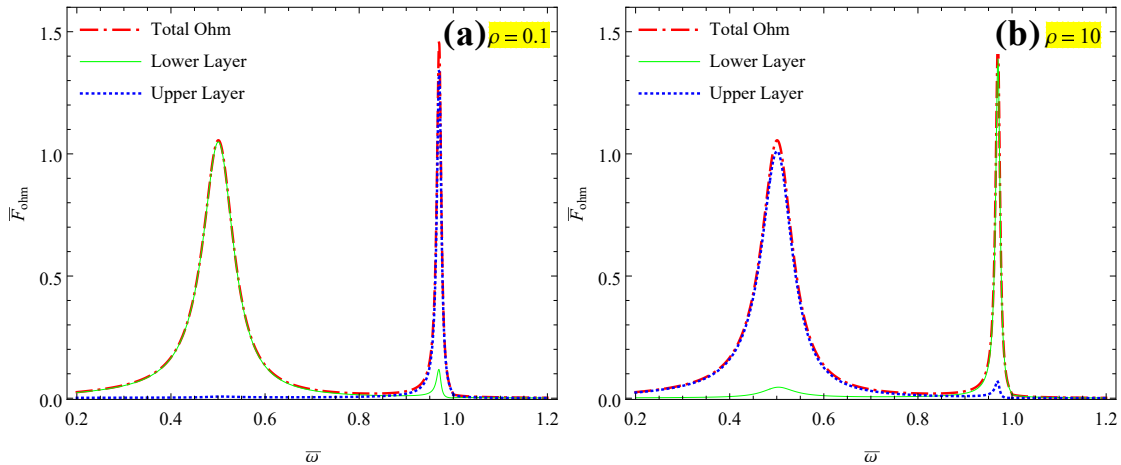 (a) ρ = 0.1
Total Ohm
Lower Layer
Upper Layer
1.5
1.0
0.5
0.0
F̅ohm
0.2 0.4 0.6 0.8 1.0 1.2
ω̅
(b) ρ = 10
Total Ohm
Lower Layer
Upper Layer
1.5
1.0
0.5
0.0
F̅ohm
0.2 0.4 0.6 0.8 1.0 1.2
ω̅